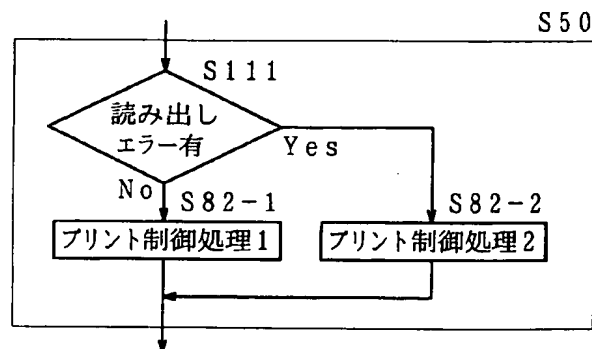 S50
S111
読み出し
エラー有
Yes
No
S82-1
S82-2
プリント制御処理1
プリント制御処理2